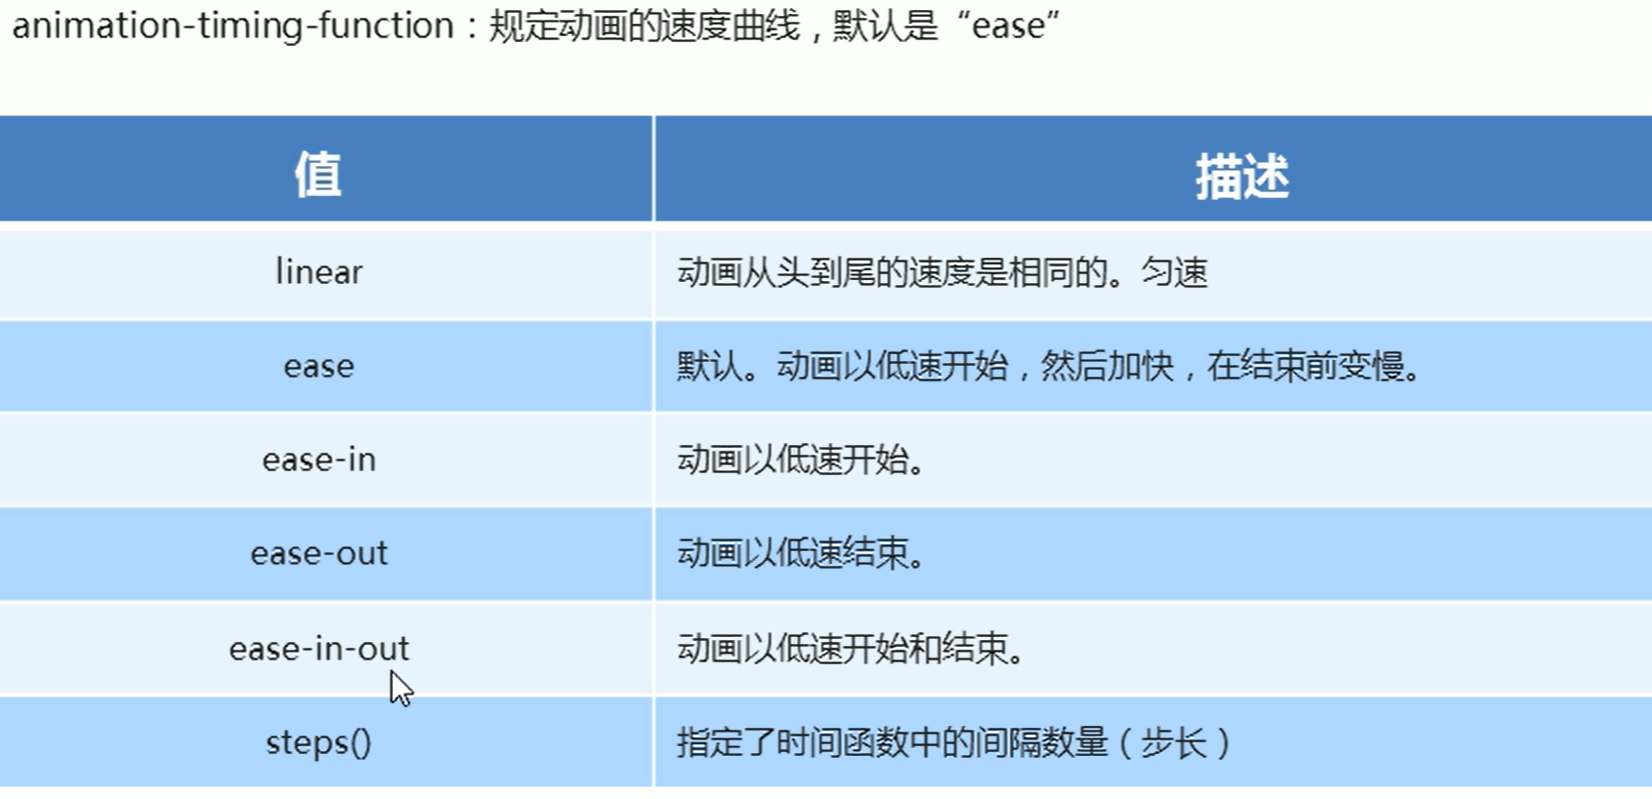 animation-timing-function：规定动画的速度曲线，默认是“ease”
值 描述
linear 动画从头到尾的速度是相同的。匀速
ease 默认。动画以低速开始，然后加快，在结束前变慢。
ease-in 动画以低速开始。
ease-out 动画以低速结束。
ease-in-out 动画以低速开始和结束。
steps() 指定了时间函数中的间隔数量（步长）